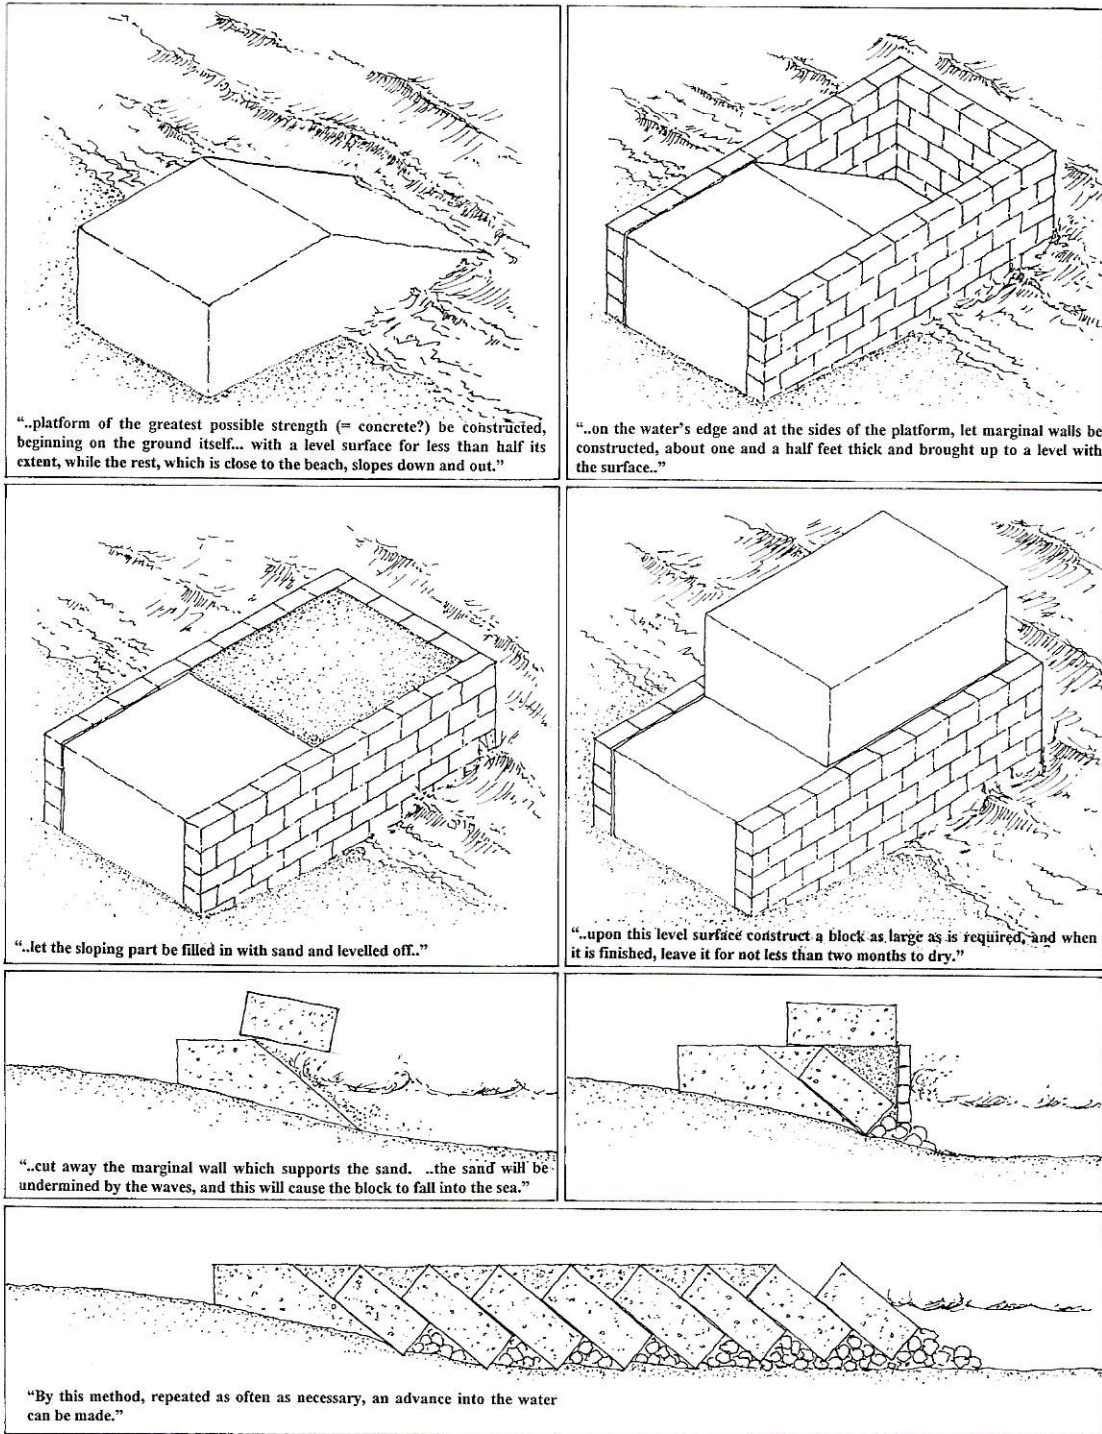 “..platform of the greatest possible strength (= concrete?) be constructed,
beginning on the ground itself... with a level surface for less than half its
extent, while the rest, which is close to the beach, slopes down and out.”
“..on the water's edge and at the sides of the platform, let marginal walls be
constructed, about one and a half feet thick and brought up to a level with
the surface..”
“..let the sloping part be filled in with sand and levelled off..”
“..upon this level surface construct a block as large as is required, and when
it is finished, leave it for not less than two months to dry.”
“..cut away the marginal wall which supports the sand. ..the sand will be
undermined by the waves, and this will cause the block to fall into the sea.”
“By this method, repeated as often as necessary, an advance into the water
can be made.”